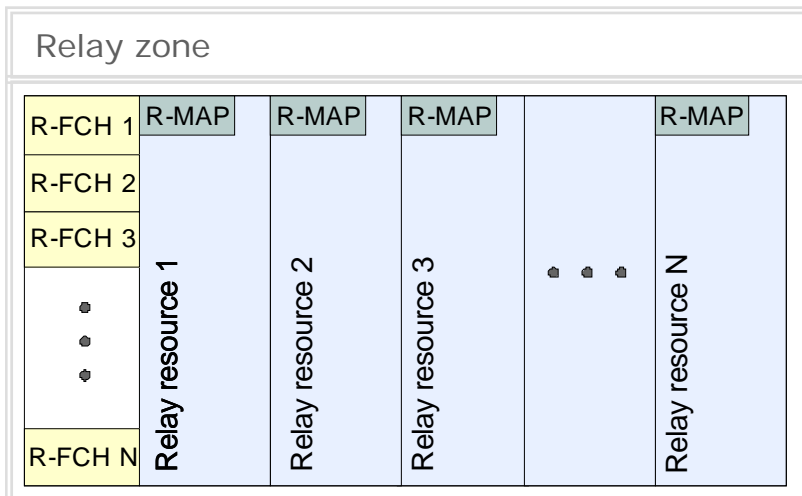 Relay zone
R-FCH 1
R-MAP
R-MAP
R-MAP
R-MAP
R-FCH 2
R-FCH 3
R-FCH N
Relay resource 1
Relay resource 2
Relay resource 3
Relay resource N